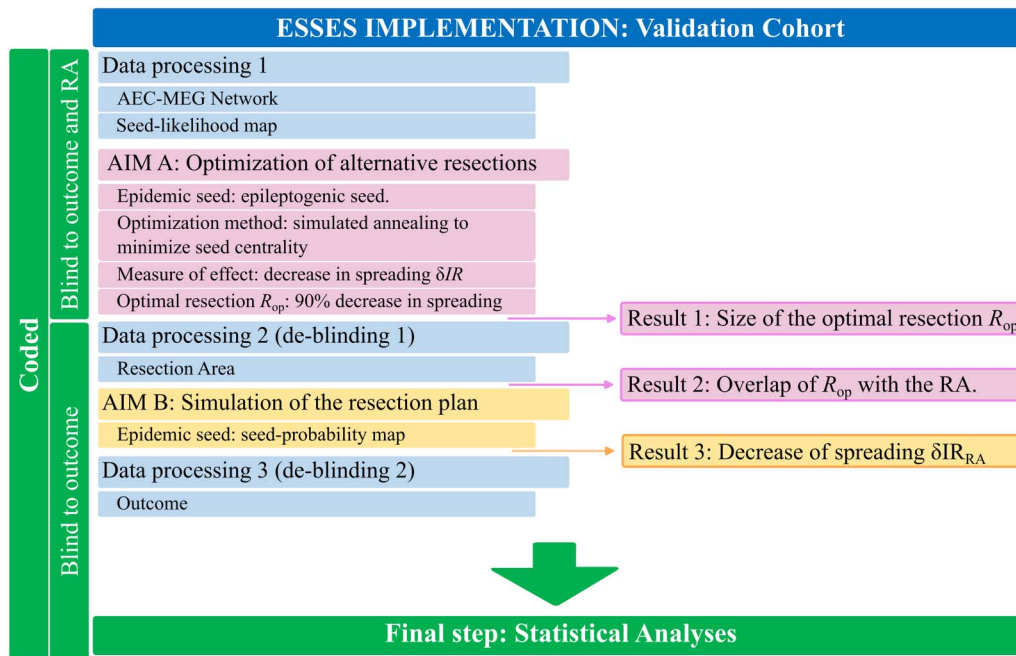 ESSES IMPLEMENTATION: Validation Cohort
Coded
Blind to outcome and RA
Data processing 1
AEC-MEG Network
Seed-likelihood map
AIM A: Optimization of alternative resections
Epidemic seed: epileptogenic seed.
Optimization method: simulated annealing to
minimize seed centrality
Measure of effect: decrease in spreading δIR
Optimal resection Rop: 90% decrease in spreading
Result 1: Size of the optimal resection Rop
Blind to outcome
Data processing 2 (de-blinding 1)
Resection Area
Result 2: Overlap of Rop with the RA.
AIM B: Simulation of the resection plan
Epidemic seed: seed-probability map
Result 3: Decrease of spreading δIRRA
Data processing 3 (de-blinding 2)
Outcome
Final step: Statistical Analyses